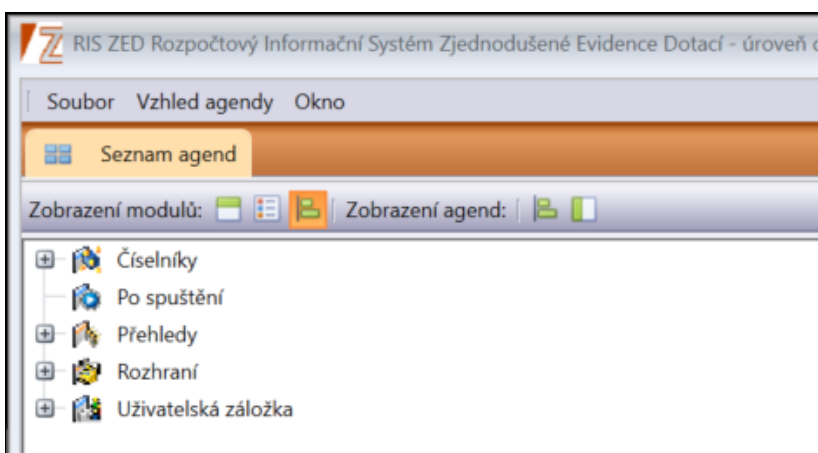 RIS ZED Rozpočtový Informační Systém Zjednodušené Evidence Dotací - úroveň
Soubor Vzhled agendy Okno
Seznam agend
Zobrazení modulů: Zobrazení agend:
Číselníky
Po spuštění
Přehledy
Rozhraní
Uživatelská záložka